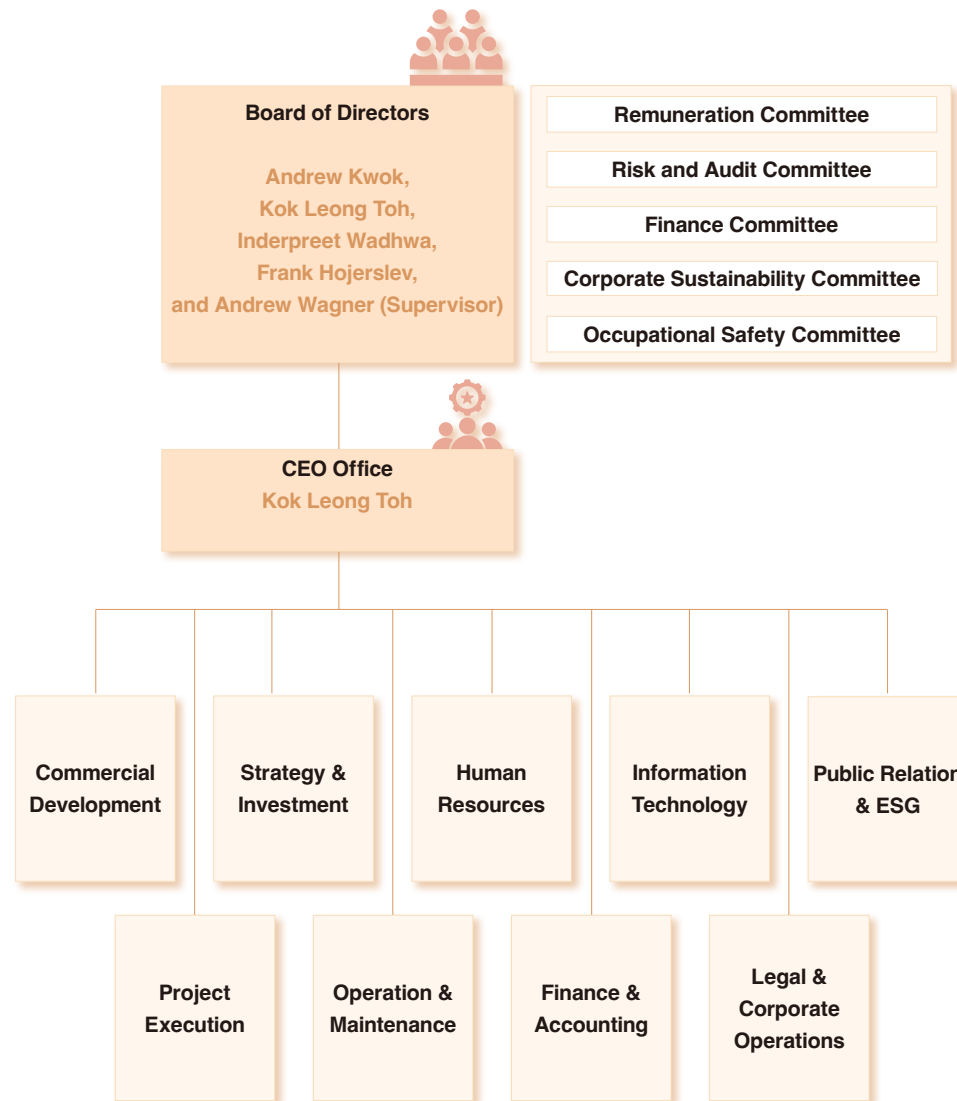 Board of Directors
Andrew Kwok,
Kok Leong Toh,
Inderpreet Wadhwa,
Frank Hojerslev,
and Andrew Wagner (Supervisor)
Remuneration Committee
Risk and Audit Committee
Finance Committee
Corporate Sustainability Committee
Occupational Safety Committee
CEO Office
Kok Leong Toh
Commercial
Development
Strategy &
Investment
Human
Resources
Information
Technology
Public Relation
& ESG
Project
Execution
Operation &
Maintenance
Finance &
Accounting
Legal &
Corporate
Operations